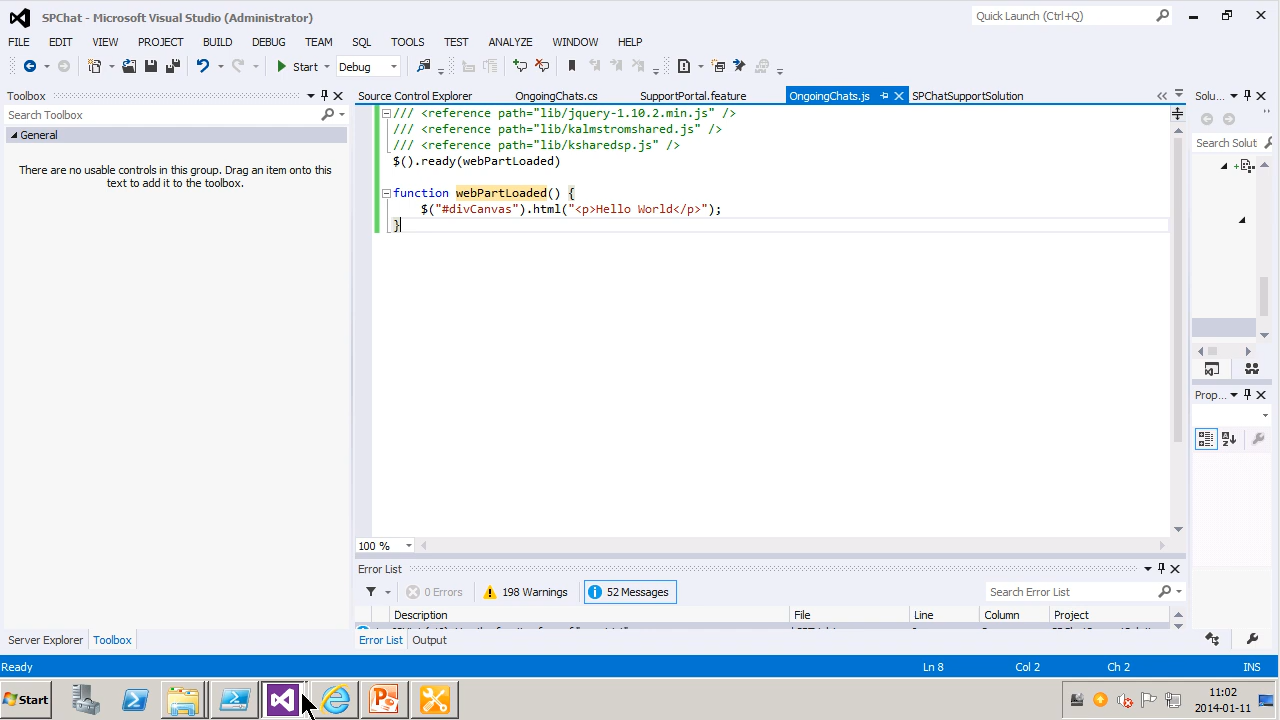 SPChat - Microsoft Visual Studio (Administrator)
Quick Launch (Ctrl+Q)
FILE EDIT VIEW PROJECT BUILD DEBUG TEAM SQL TOOLS TEST ANALYZE WINDOW HELP
Start Debug
Toolbox
Source Control Explorer OngoingChats.cs SupportPortal.feature OngoingChats.js SPChatSupportSolution
Solu...
Search Toolbox
General
There are no usable controls in this group. Drag an item onto this
text to add it to the toolbox.
/// <reference path="lib/jquery-1.10.2.min.js" />
/// <reference path="lib/kalmstromshared.js" />
/// <reference path="lib/ksharedsp.js" />
$().ready(webPartLoaded)
function webPartLoaded() {
$("#divCanvas").html("<p>Hello World</p>");
}
Search Solut
Prop...
100 %
Error List
0 Errors 198 Warnings 52 Messages
Search Error List
Description File Line Column Project
Server Explorer Toolbox
Error List Output
Ready
Ln 8 Col 2 Ch 2 INS
Start
11:02
2014-01-11